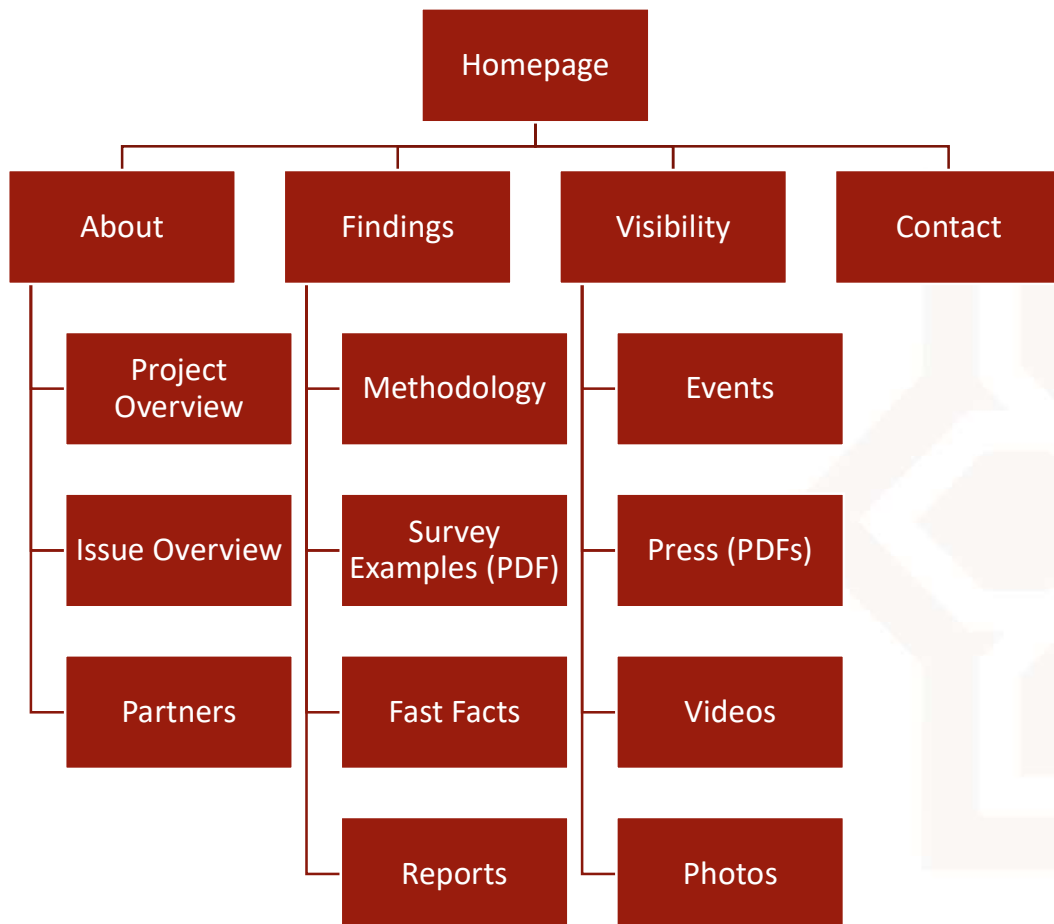 Homepage
About
Findings
Visibility
Contact
Project
Overview
Issue Overview
Partners
Methodology
Survey
Examples (PDF)
Fast Facts
Reports
Events
Press (PDFs)
Videos
Photos